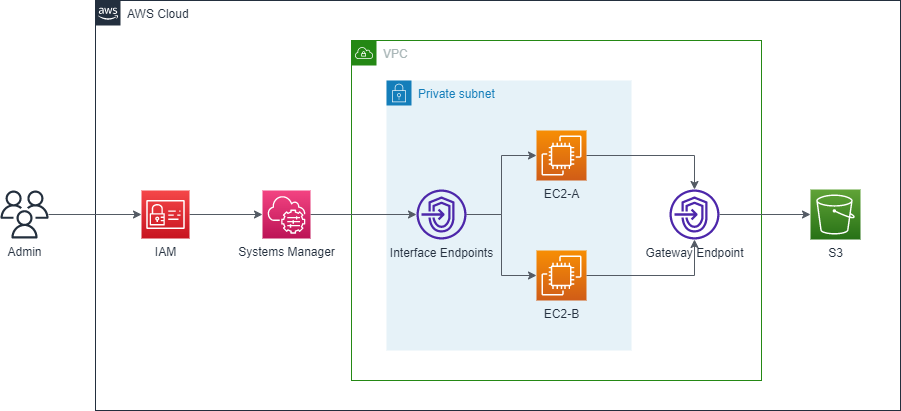 aws
AWS Cloud
VPC
Private subnet
EC2-A
Admin
IAM
Systems Manager
Interface Endpoints
Gateway Endpoint
S3
EC2-B